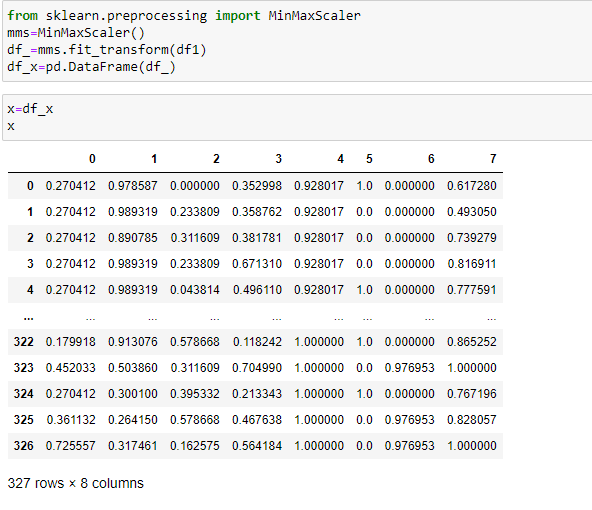 from sklearn.preprocessing import MinMaxScaler
mms=MinMaxScaler()
df_=mms.fit_transform(df1)
df_x=pd.DataFrame(df_)
x=df_x
x
0 1 2 3 4 5 6 7
0 0.270412 0.978587 0.000000 0.352998 0.928017 1.0 0.000000 0.617280
1 0.270412 0.989319 0.233809 0.358762 0.928017 0.0 0.000000 0.493050
2 0.270412 0.890785 0.311609 0.381781 0.928017 0.0 0.000000 0.739279
3 0.270412 0.989319 0.233809 0.671310 0.928017 0.0 0.000000 0.816911
4 0.270412 0.989319 0.043814 0.496110 0.928017 1.0 0.000000 0.777591
... ... ... ... ... ... ... ... ...
322 0.179918 0.913076 0.578668 0.118242 1.000000 1.0 0.000000 0.865252
323 0.452033 0.503860 0.311609 0.704990 1.000000 0.0 0.976953 1.000000
324 0.270412 0.300100 0.395332 0.213343 1.000000 1.0 0.000000 0.767196
325 0.361132 0.264150 0.578668 0.467638 1.000000 0.0 0.976953 0.828057
326 0.725557 0.317461 0.162575 0.564184 1.000000 0.0 0.976953 1.000000
327 rows × 8 columns